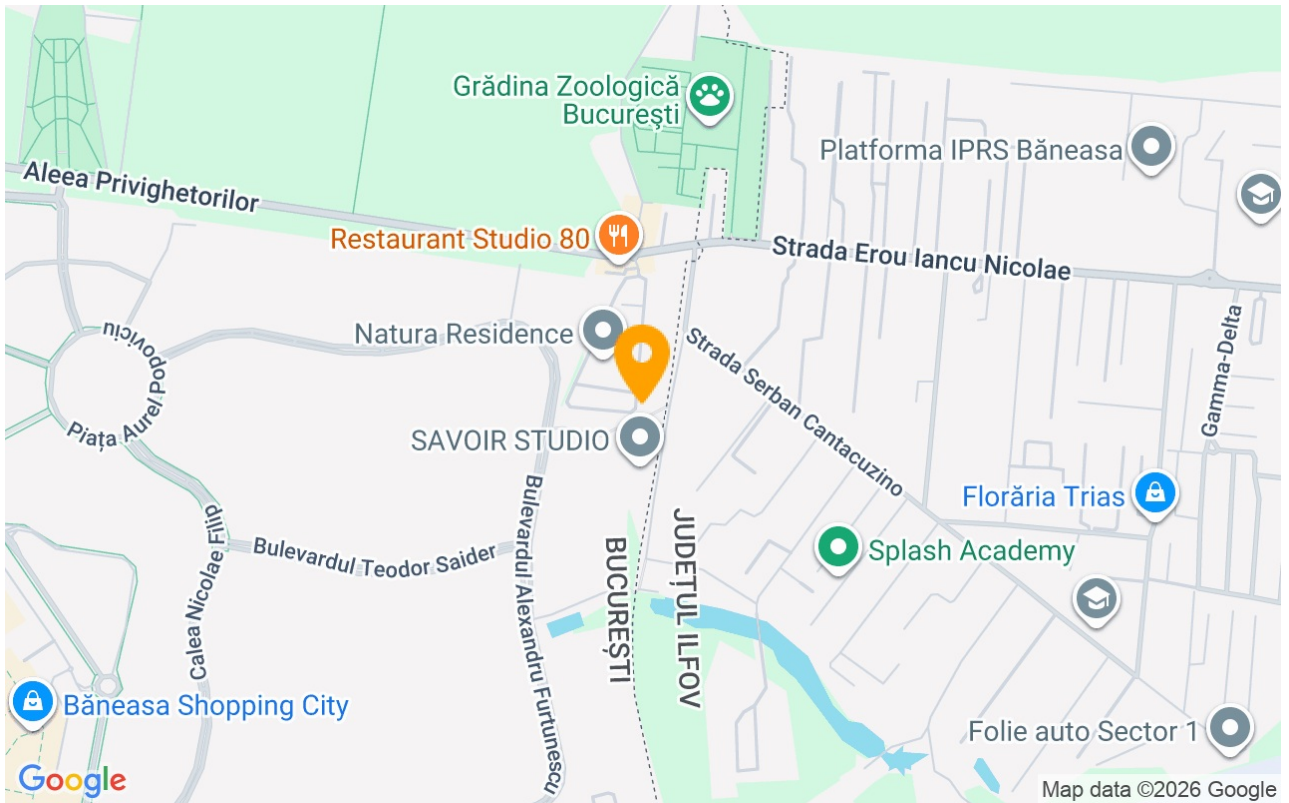 Grădina Zoologică
București
Platforma IPRS Băneasa
Aleea Privighetorilor
Restaurant Studio 80
Strada Erou Iancu Nicolae
Natura Residence
Piața Aurel Popoviciu
Strada Serban Cantacuzino
Gamma-Delta
SAVOIR STUDIO
Florăria Trias
Calea Nicolae Filip
Bulevardul Teodor Saider
Bulevardul Alexandru Furtunescu
BUCUREȘTI
JUDEȚUL ILFOV
Splash Academy
Băneasa Shopping City
Folie auto Sector 1
Google
Map data ©2026 Google